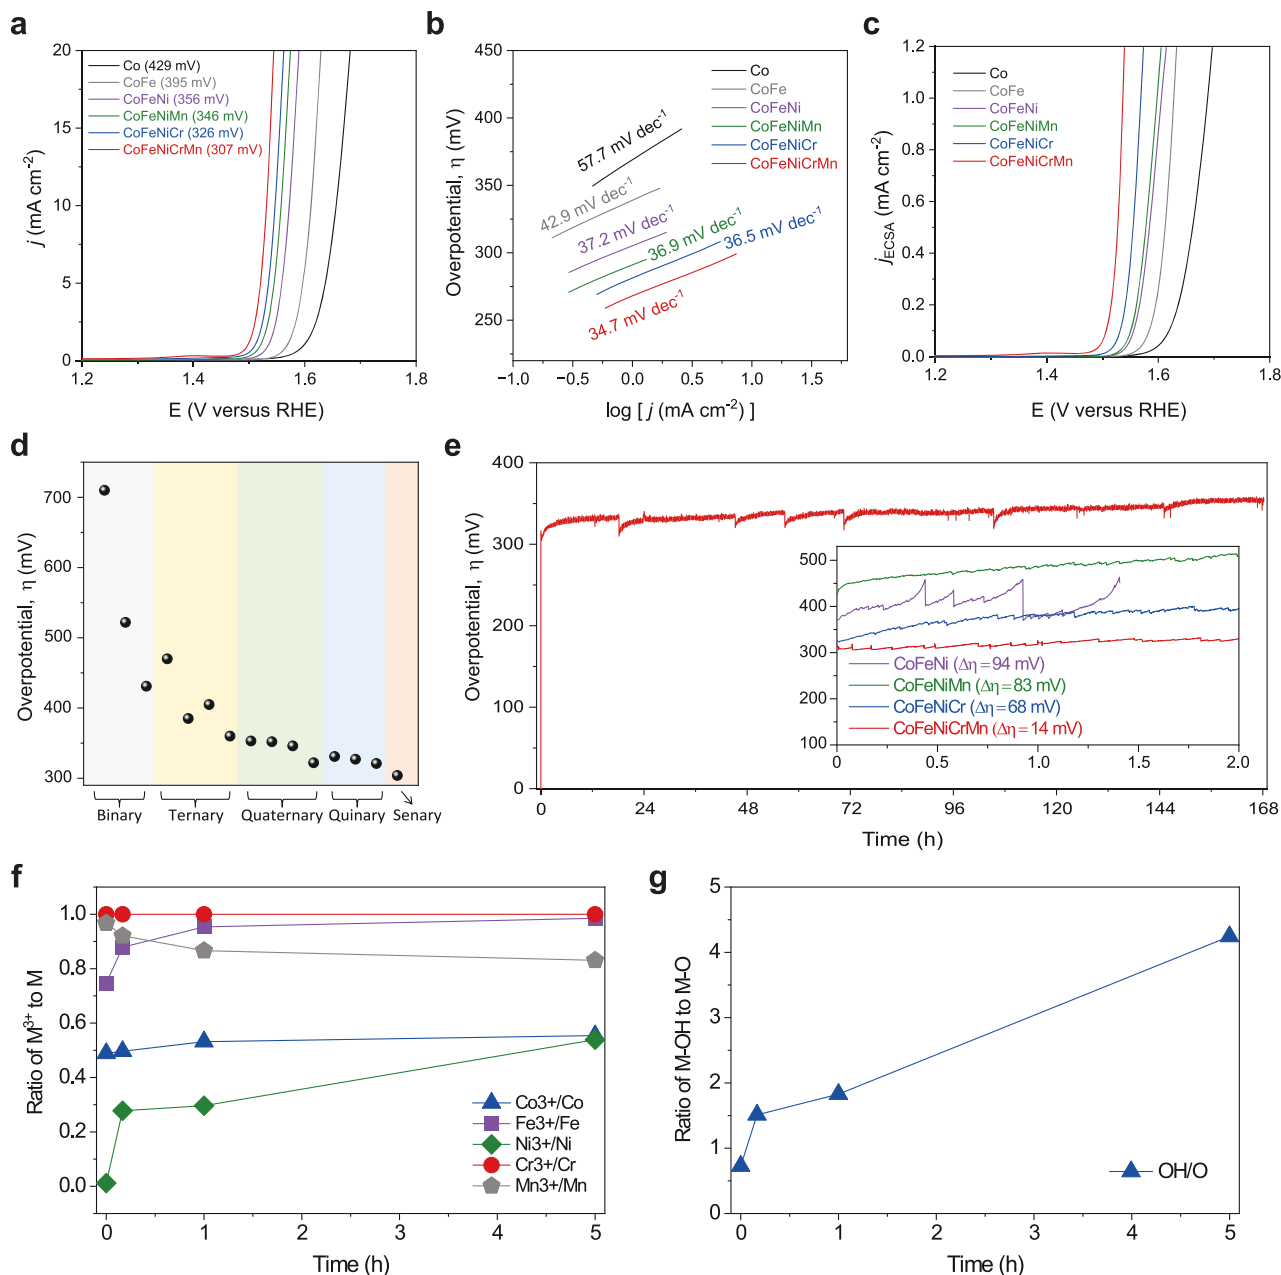 a
20
15
10
5
0
j (mA cm⁻²)
Co (429 mV)
CoFe (395 mV)
CoFeNi (356 mV)
CoFeNiMn (346 mV)
CoFeNiCr (326 mV)
CoFeNiCrMn (307 mV)
1.2 1.4 1.6 1.8
E (V versus RHE)
b
450
400
350
300
250
Overpotential, η (mV)
Co
CoFe
CoFeNi
CoFeNiMn
CoFeNiCr
CoFeNiCrMn
57.7 mV dec⁻¹
42.9 mV dec⁻¹
37.2 mV dec⁻¹
36.9 mV dec⁻¹
36.5 mV dec⁻¹
34.7 mV dec⁻¹
−1.0 −0.5 0.0 0.5 1.0 1.5
log [ j (mA cm⁻²) ]
c
1.2
1.0
0.8
0.6
0.4
0.2
0.0
jECSA (mA cm⁻²)
Co
CoFe
CoFeNi
CoFeNiMn
CoFeNiCr
CoFeNiCrMn
1.2 1.4 1.6 1.8
E (V versus RHE)
d
700
600
500
400
300
Overpotential, η (mV)
Binary Ternary Quaternary Quinary Senary
e
400
300
200
100
0
Overpotential, η (mV)
500
400
300
200
100
CoFeNi (Δη = 94 mV)
CoFeNiMn (Δη = 83 mV)
CoFeNiCr (Δη = 68 mV)
CoFeNiCrMn (Δη = 14 mV)
0 0.5 1.0 1.5 2.0
0 24 48 72 96 120 144 168
Time (h)
f
1.0
0.8
0.6
0.4
0.2
0.0
Ratio of M³⁺ to M
Co3+/Co
Fe3+/Fe
Ni3+/Ni
Cr3+/Cr
Mn3+/Mn
0 1 2 3 4 5
Time (h)
g
5
4
3
2
1
0
Ratio of M-OH to M-O
OH/O
0 1 2 3 4 5
Time (h)